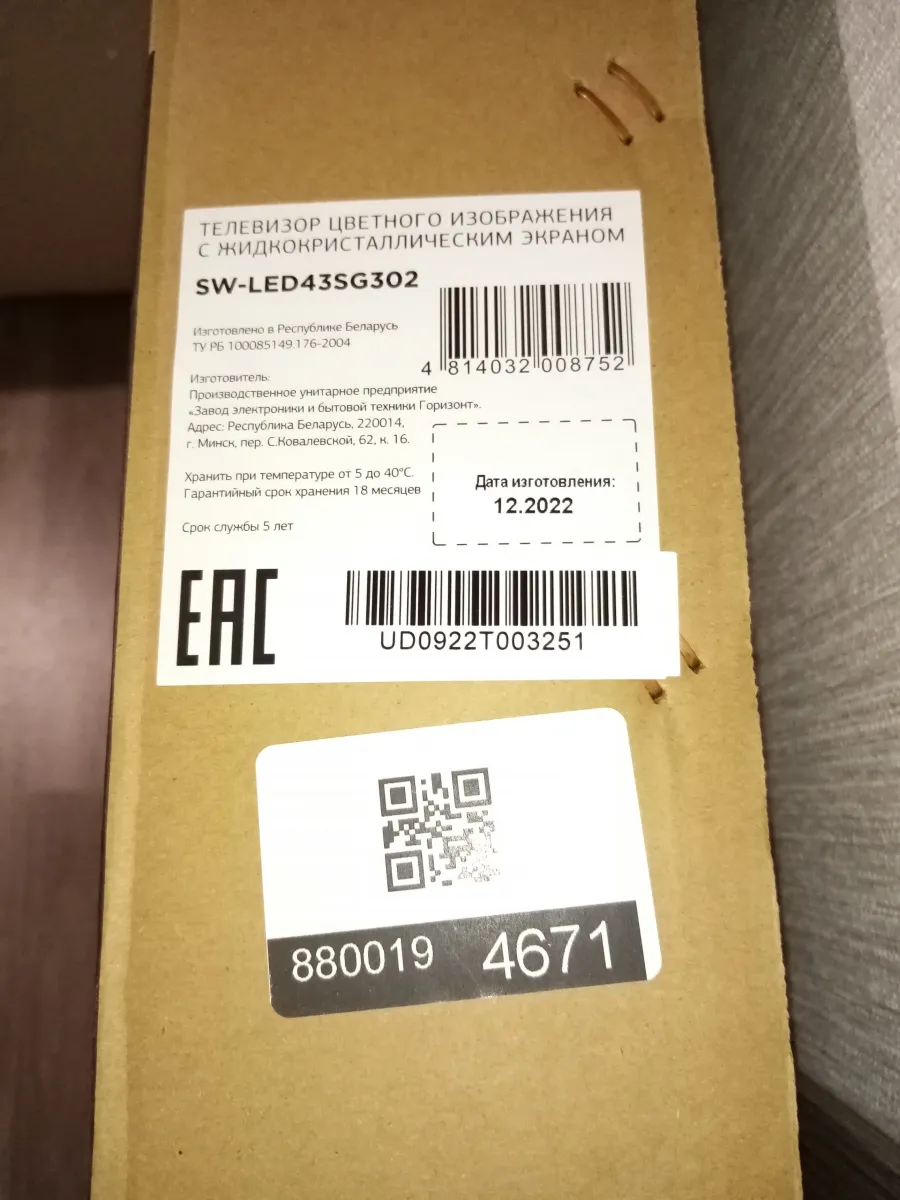 ТЕЛЕВИЗОР ЦВЕТНОГО ИЗОБРАЖЕНИЯ
С ЖИДКОКРИСТАЛЛИЧЕСКИМ ЭКРАНОМ
SW-LED43SG302
Изготовлено в Республике Беларусь
ТУ РБ 100085149.176-2004
4 814032 008752
Изготовитель:
Производственное унитарное предприятие
«Завод электроники и бытовой техники Горизонт».
Адрес: Республика Беларусь, 220014,
г. Минск, пер. С.Ковалевской, 62, к. 16.
Хранить при температуре от 5 до 40°С.
Гарантийный срок хранения 18 месяцев
Срок службы 5 лет
Дата изготовления:
12.2022
EAC
UD0922T003251
880019 4671